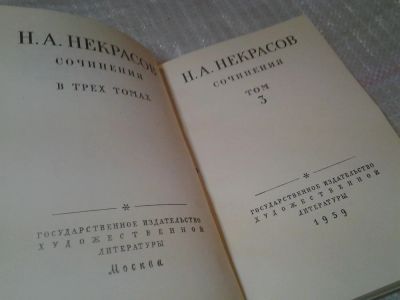 Н.А. НЕКРАСОВ
СОЧИНЕНИЯ
В ТРЕХ ТОМАХ
*
ГОСУДАРСТВЕННОЕ ИЗДАТЕЛЬСТВО
ХУДОЖЕСТВЕННОЙ
ЛИТЕРАТУРЫ
Москва
Н.А. НЕКРАСОВ
СОЧИНЕНИЯ
ТОМ
3
*
ГОСУДАРСТВЕННОЕ ИЗДАТЕЛЬСТВО
ХУДОЖЕСТВЕННОЙ
ЛИТЕРАТУРЫ
1959